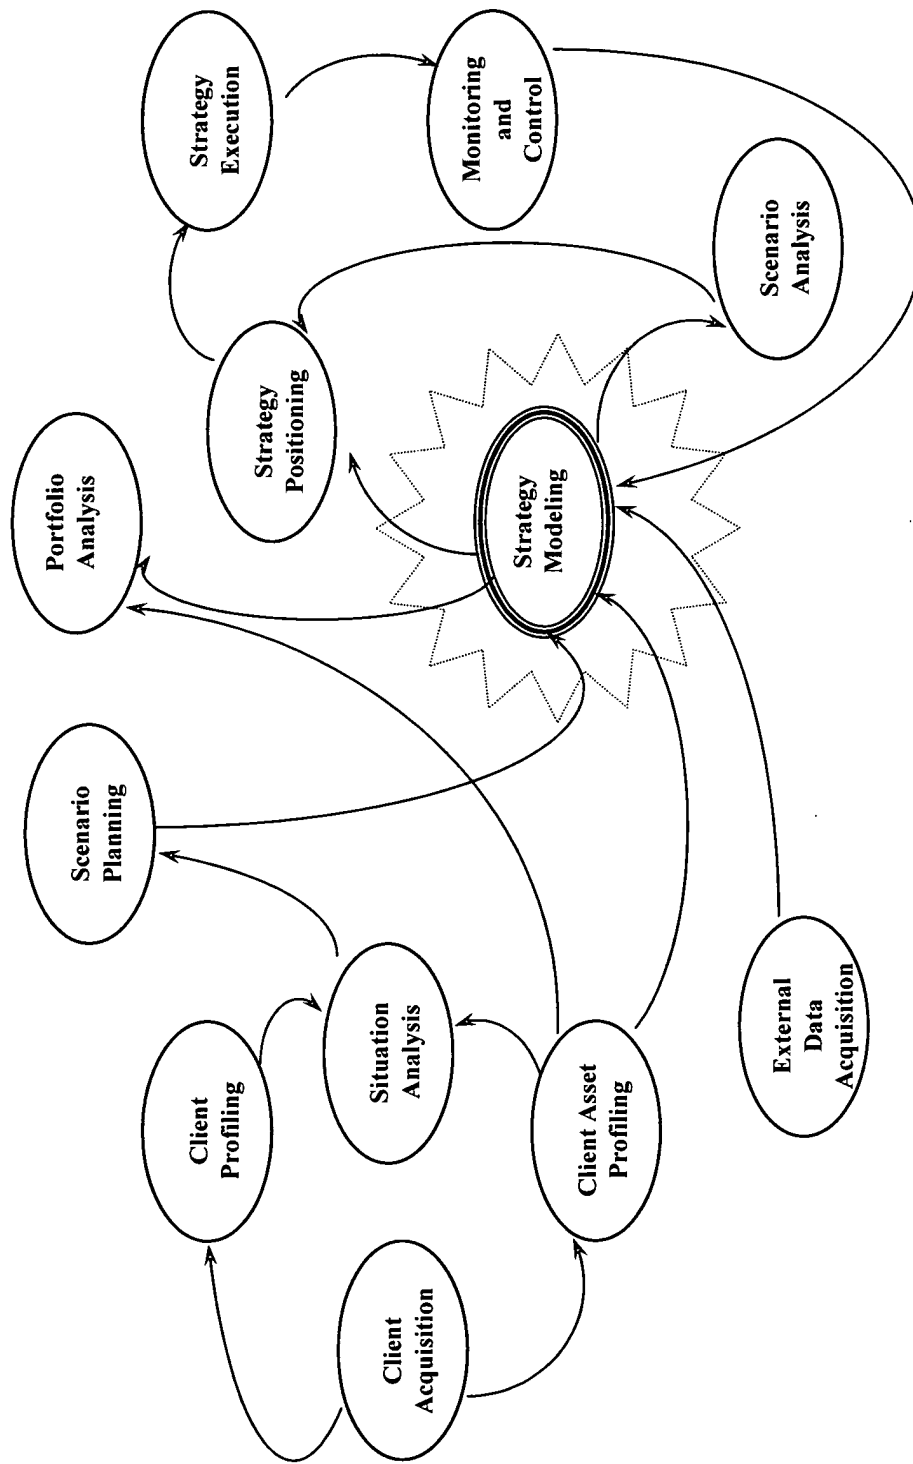 Client
Acquisition
Client
Profiling
Client Asset
Profiling
Situation
Analysis
External
Data
Acquisition
Scenario
Planning
Portfolio
Analysis
Strategy
Modeling
Strategy
Positioning
Scenario
Analysis
Strategy
Execution
Monitoring
and
Control